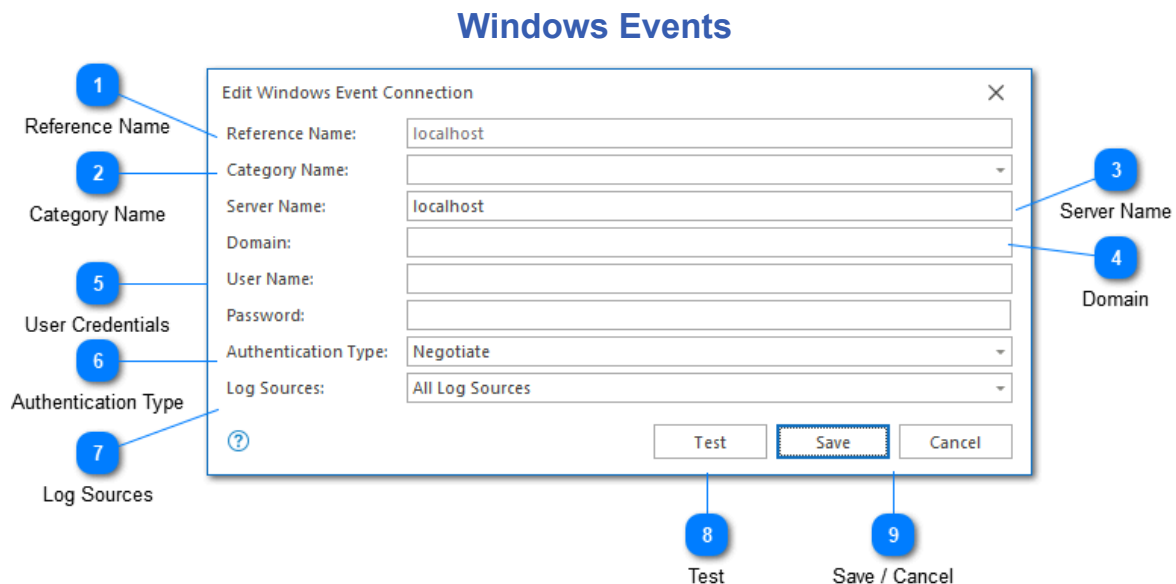 Windows Events
1
Reference Name
2
Category Name
5
User Credentials
6
Authentication Type
7
Log Sources
Edit Windows Event Connection
Reference Name: localhost
Category Name:
Server Name: localhost
Domain:
User Name:
Password:
Authentication Type: Negotiate
Log Sources: All Log Sources
?
Test Save Cancel
3
Server Name
4
Domain
8
Test
9
Save / Cancel